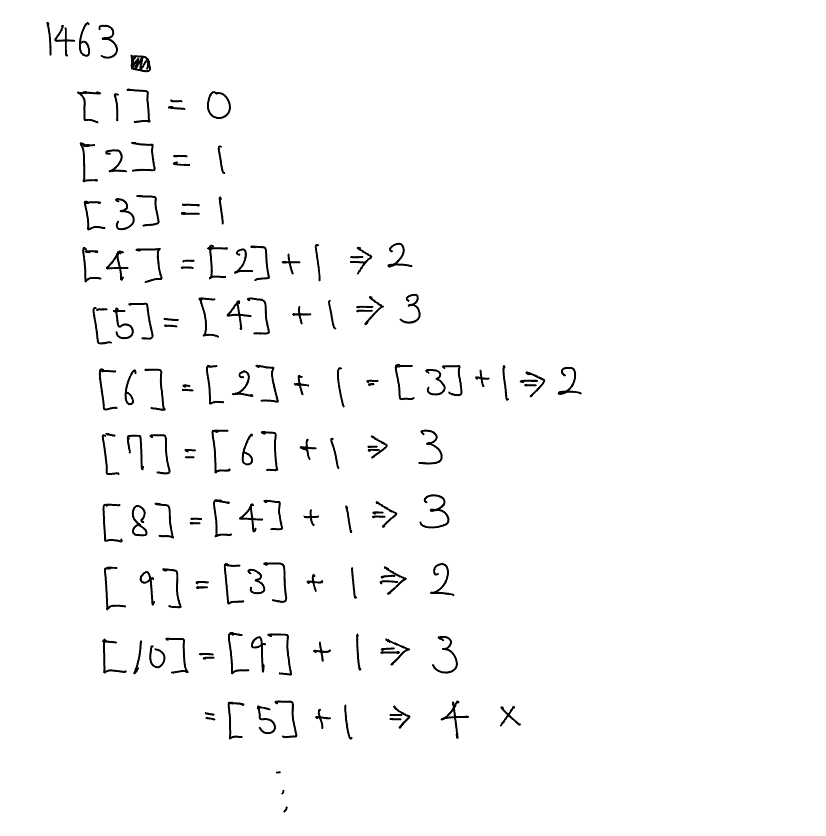 1463
[1] = 0
[2] = 1
[3] = 1
[4] = [2] + 1 ⇒ 2
[5] = [4] + 1 ⇒ 3
[6] = [2] + 1 = [3] + 1 ⇒ 2
[7] = [6] + 1 ⇒ 3
[8] = [4] + 1 ⇒ 3
[9] = [3] + 1 ⇒ 2
[10] = [9] + 1 ⇒ 3
= [5] + 1 ⇒ 4 ×
⋮